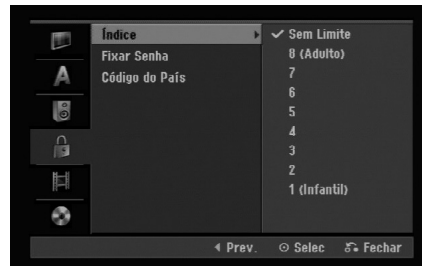 Índice
Fixar Senha
Código do País
✓ Sem Limite
8 (Adulto)
7
6
5
4
3
2
1 (Infantil)
Prev.
Selec
Fechar